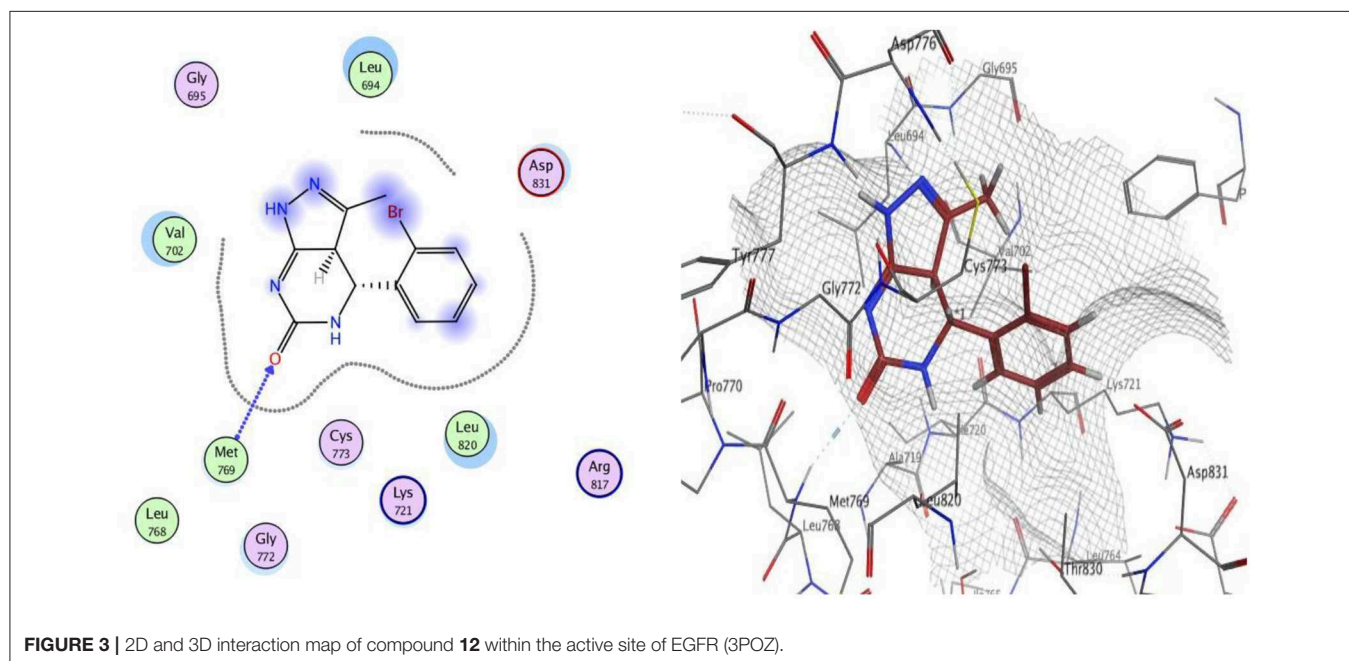 Gly
695
Leu
694
Asp
831
N
HN
Br
H
Val
702
N
N
H
O
Met
769
Cys
773
Leu
820
Arg
817
Lys
721
Leu
768
Gly
772
Asp776
Gly695
Leu694
Tyr777
Val702
Cys773
Gly772
*1
Pro770
Lys721
Ala719
Asp831
Met769
Leu820
Leu768
Leu764
Thr830
FIGURE 3 | 2D and 3D interaction map of compound 12 within the active site of EGFR (3POZ).